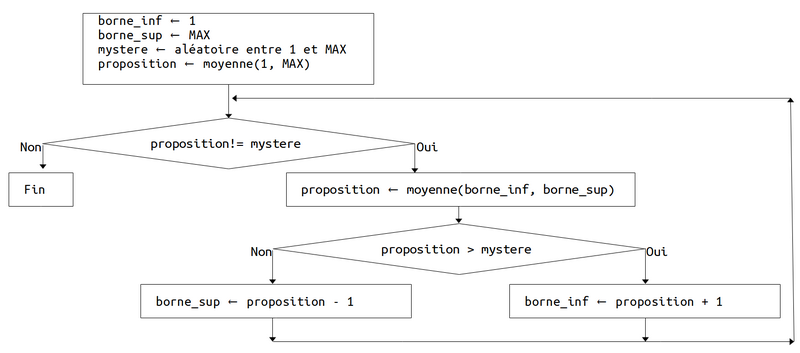 borne_inf ← 1
borne_sup ← MAX
mystere ← aléatoire entre 1 et MAX
proposition ← moyenne(1, MAX)
Non
proposition!= mystere
Oui
Fin
proposition ← moyenne(borne_inf, borne_sup)
Non
proposition > mystere
Oui
borne_sup ← proposition - 1
borne_inf ← proposition + 1